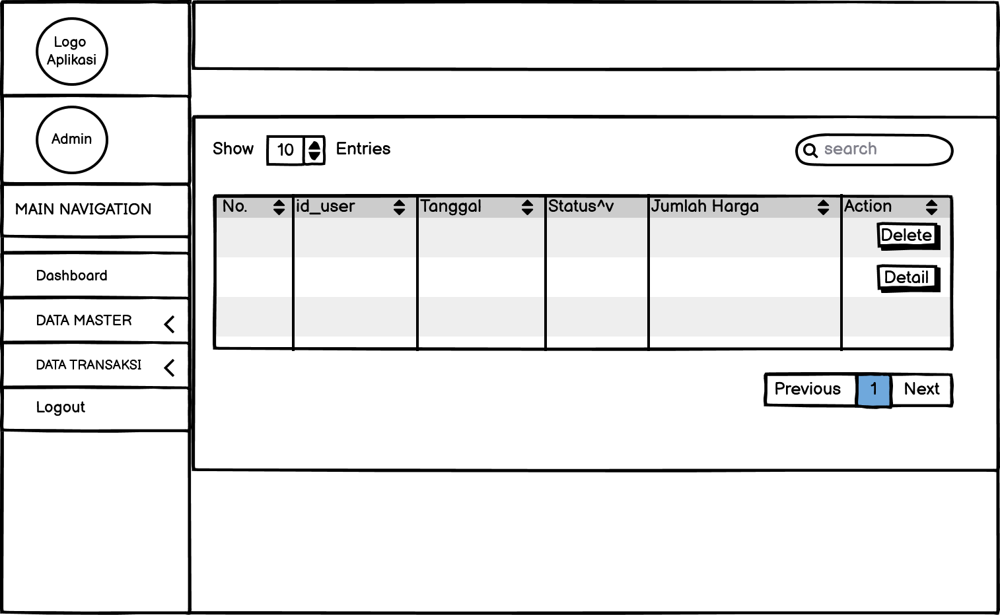 Logo
Aplikasi
Admin
MAIN NAVIGATION
Dashboard
DATA MASTER
DATA TRANSAKSI
Logout
Show 10 Entries
search
No. id_user Tanggal Status^v Jumlah Harga Action
Delete
Detail
Previous 1 Next